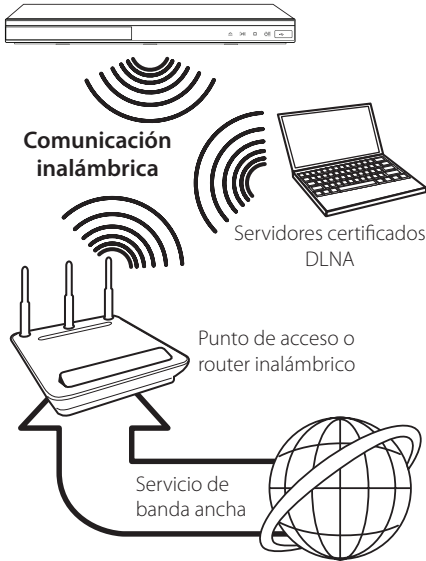 Comunicación
inalámbrica
Servidores certificados
DLNA
Punto de acceso o
router inalámbrico
Servicio de
banda ancha